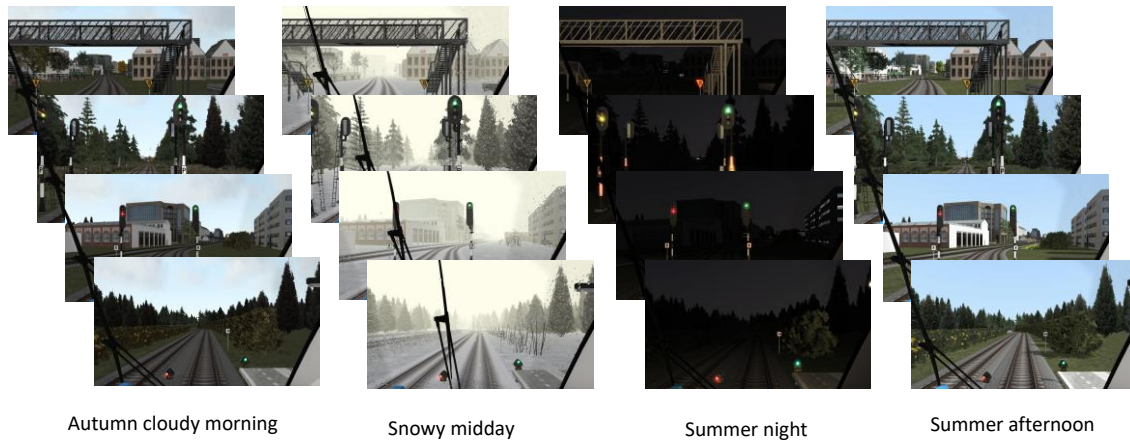 Autumn cloudy morning
Snowy midday
Summer night
Summer afternoon